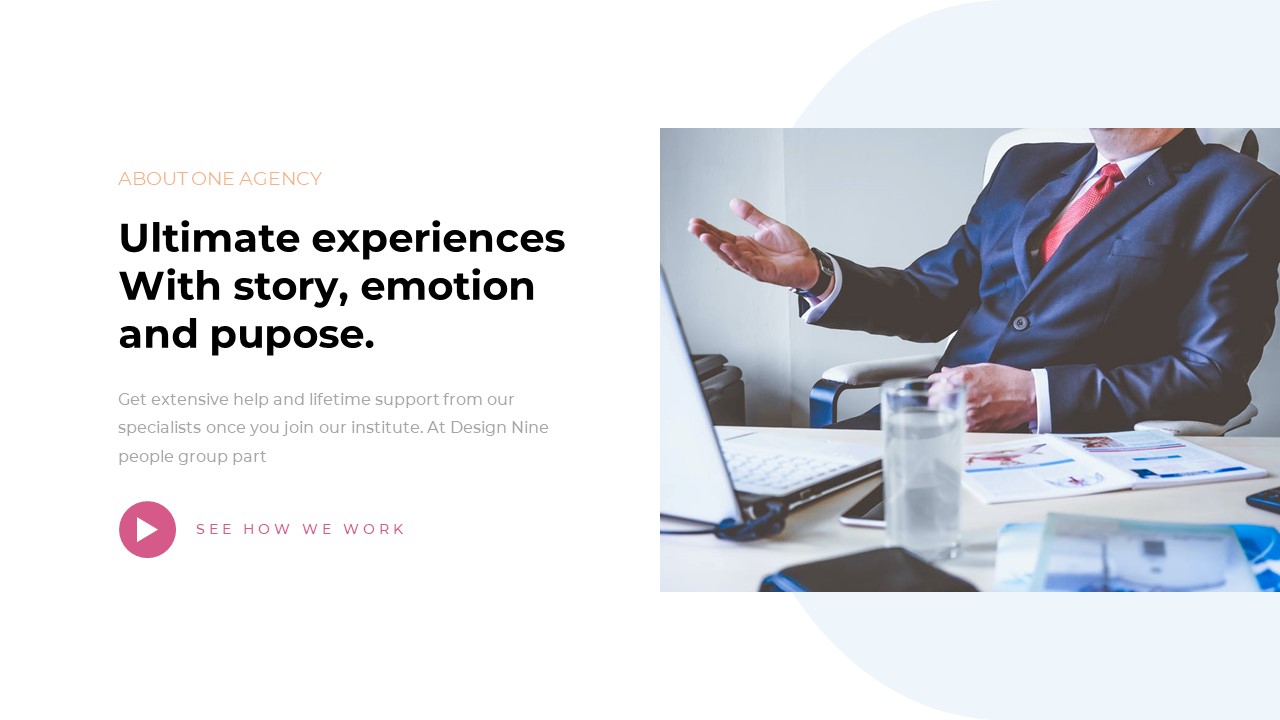 ABOUT ONE AGENCY
Ultimate experiences
With story, emotion
and pupose.
Get extensive help and lifetime support from our
specialists once you join our institute. At Design Nine
people group part
SEE HOW WE WORK